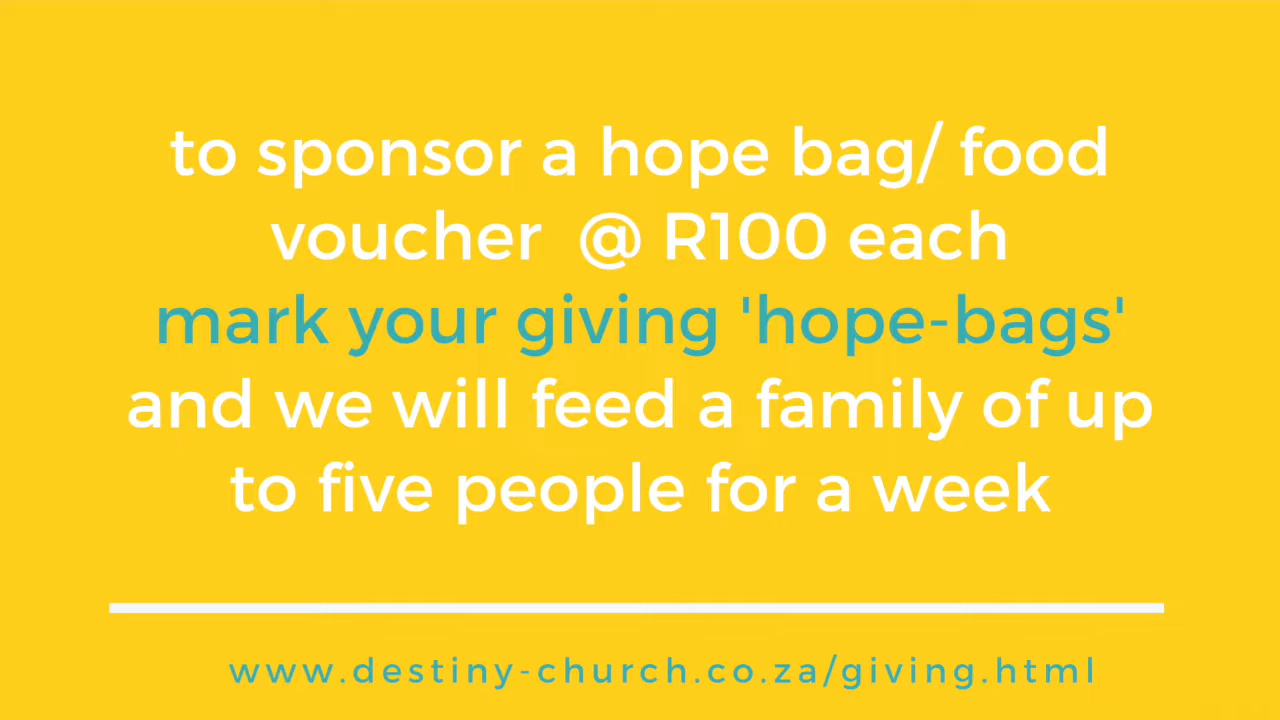 to sponsor a hope bag/ food
voucher @ R100 each
mark your giving 'hope-bags'
and we will feed a family of up
to five people for a week
www.destiny-church.co.za/giving.html